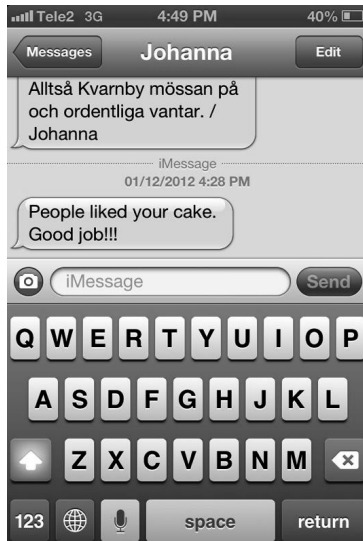 Tele2 3G 4:49 PM 40%
Messages Johanna Edit
Alltså Kvarnby mössan på
och ordentliga vantar. /
Johanna
iMessage
01/12/2012 4:28 PM
People liked your cake.
Good job!!!
iMessage Send
Q W E R T Y U I O P
A S D F G H J K L
Z X C V B N M
123 space return